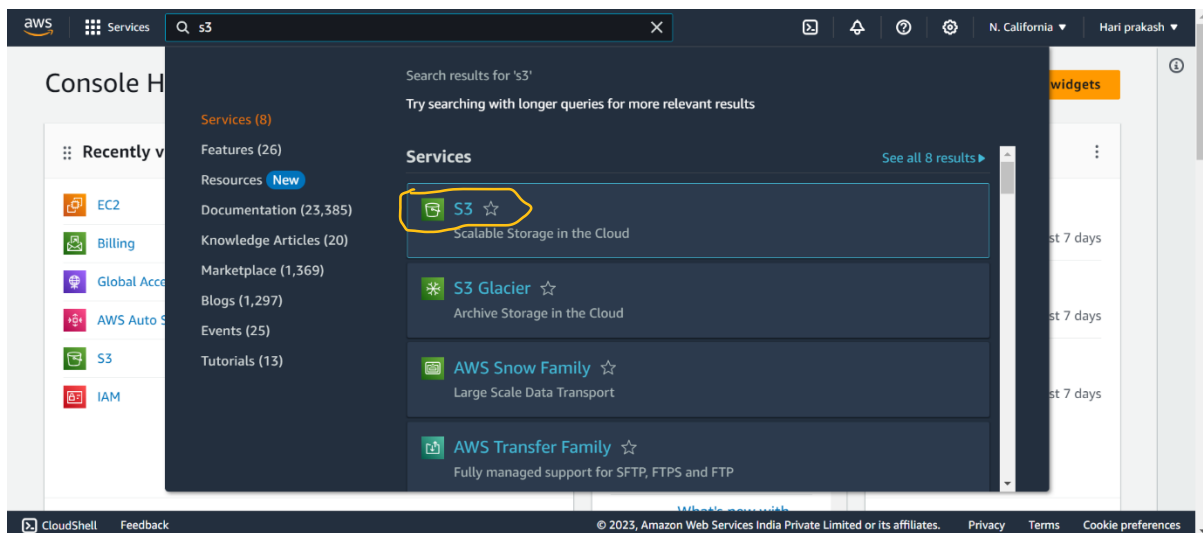 aws Services s3 N. California Hari prakash
Console H
widgets
Search results for 's3'
Try searching with longer queries for more relevant results
Services (8)
Features (26)
Resources New
Documentation (23,385)
Knowledge Articles (20)
Marketplace (1,369)
Blogs (1,297)
Events (25)
Tutorials (13)
Recently v
EC2
Billing
Global Acce
AWS Auto S
S3
IAM
Services See all 8 results
S3
Scalable Storage in the Cloud
S3 Glacier
Archive Storage in the Cloud
AWS Snow Family
Large Scale Data Transport
AWS Transfer Family
Fully managed support for SFTP, FTPS and FTP
st 7 days
st 7 days
st 7 days
What's new with
CloudShell Feedback © 2023, Amazon Web Services India Private Limited or its affiliates. Privacy Terms Cookie preferences